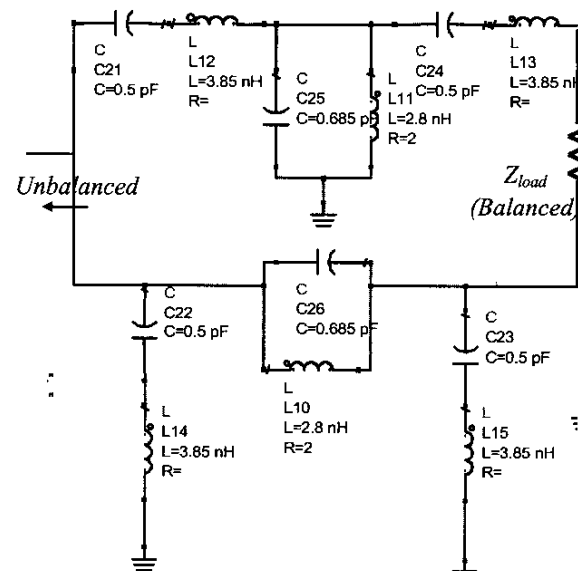 C
C21
C=0.5 pF
L
L12
L=3.85 nH
R=
C
C24
C=0.5 pF
L
L13
L=3.85 nH
R=
C
C25
C=0.685 pF
L
L11
L=2.8 nH
R=2
Unbalanced
Zload
(Balanced)
C
C22
C=0.5 pF
C
C26
C=0.685 pF
C
C23
C=0.5 pF
L
L10
L=2.8 nH
R=2
L
L14
L=3.85 nH
R=
L
L15
L=3.85 nH
R=